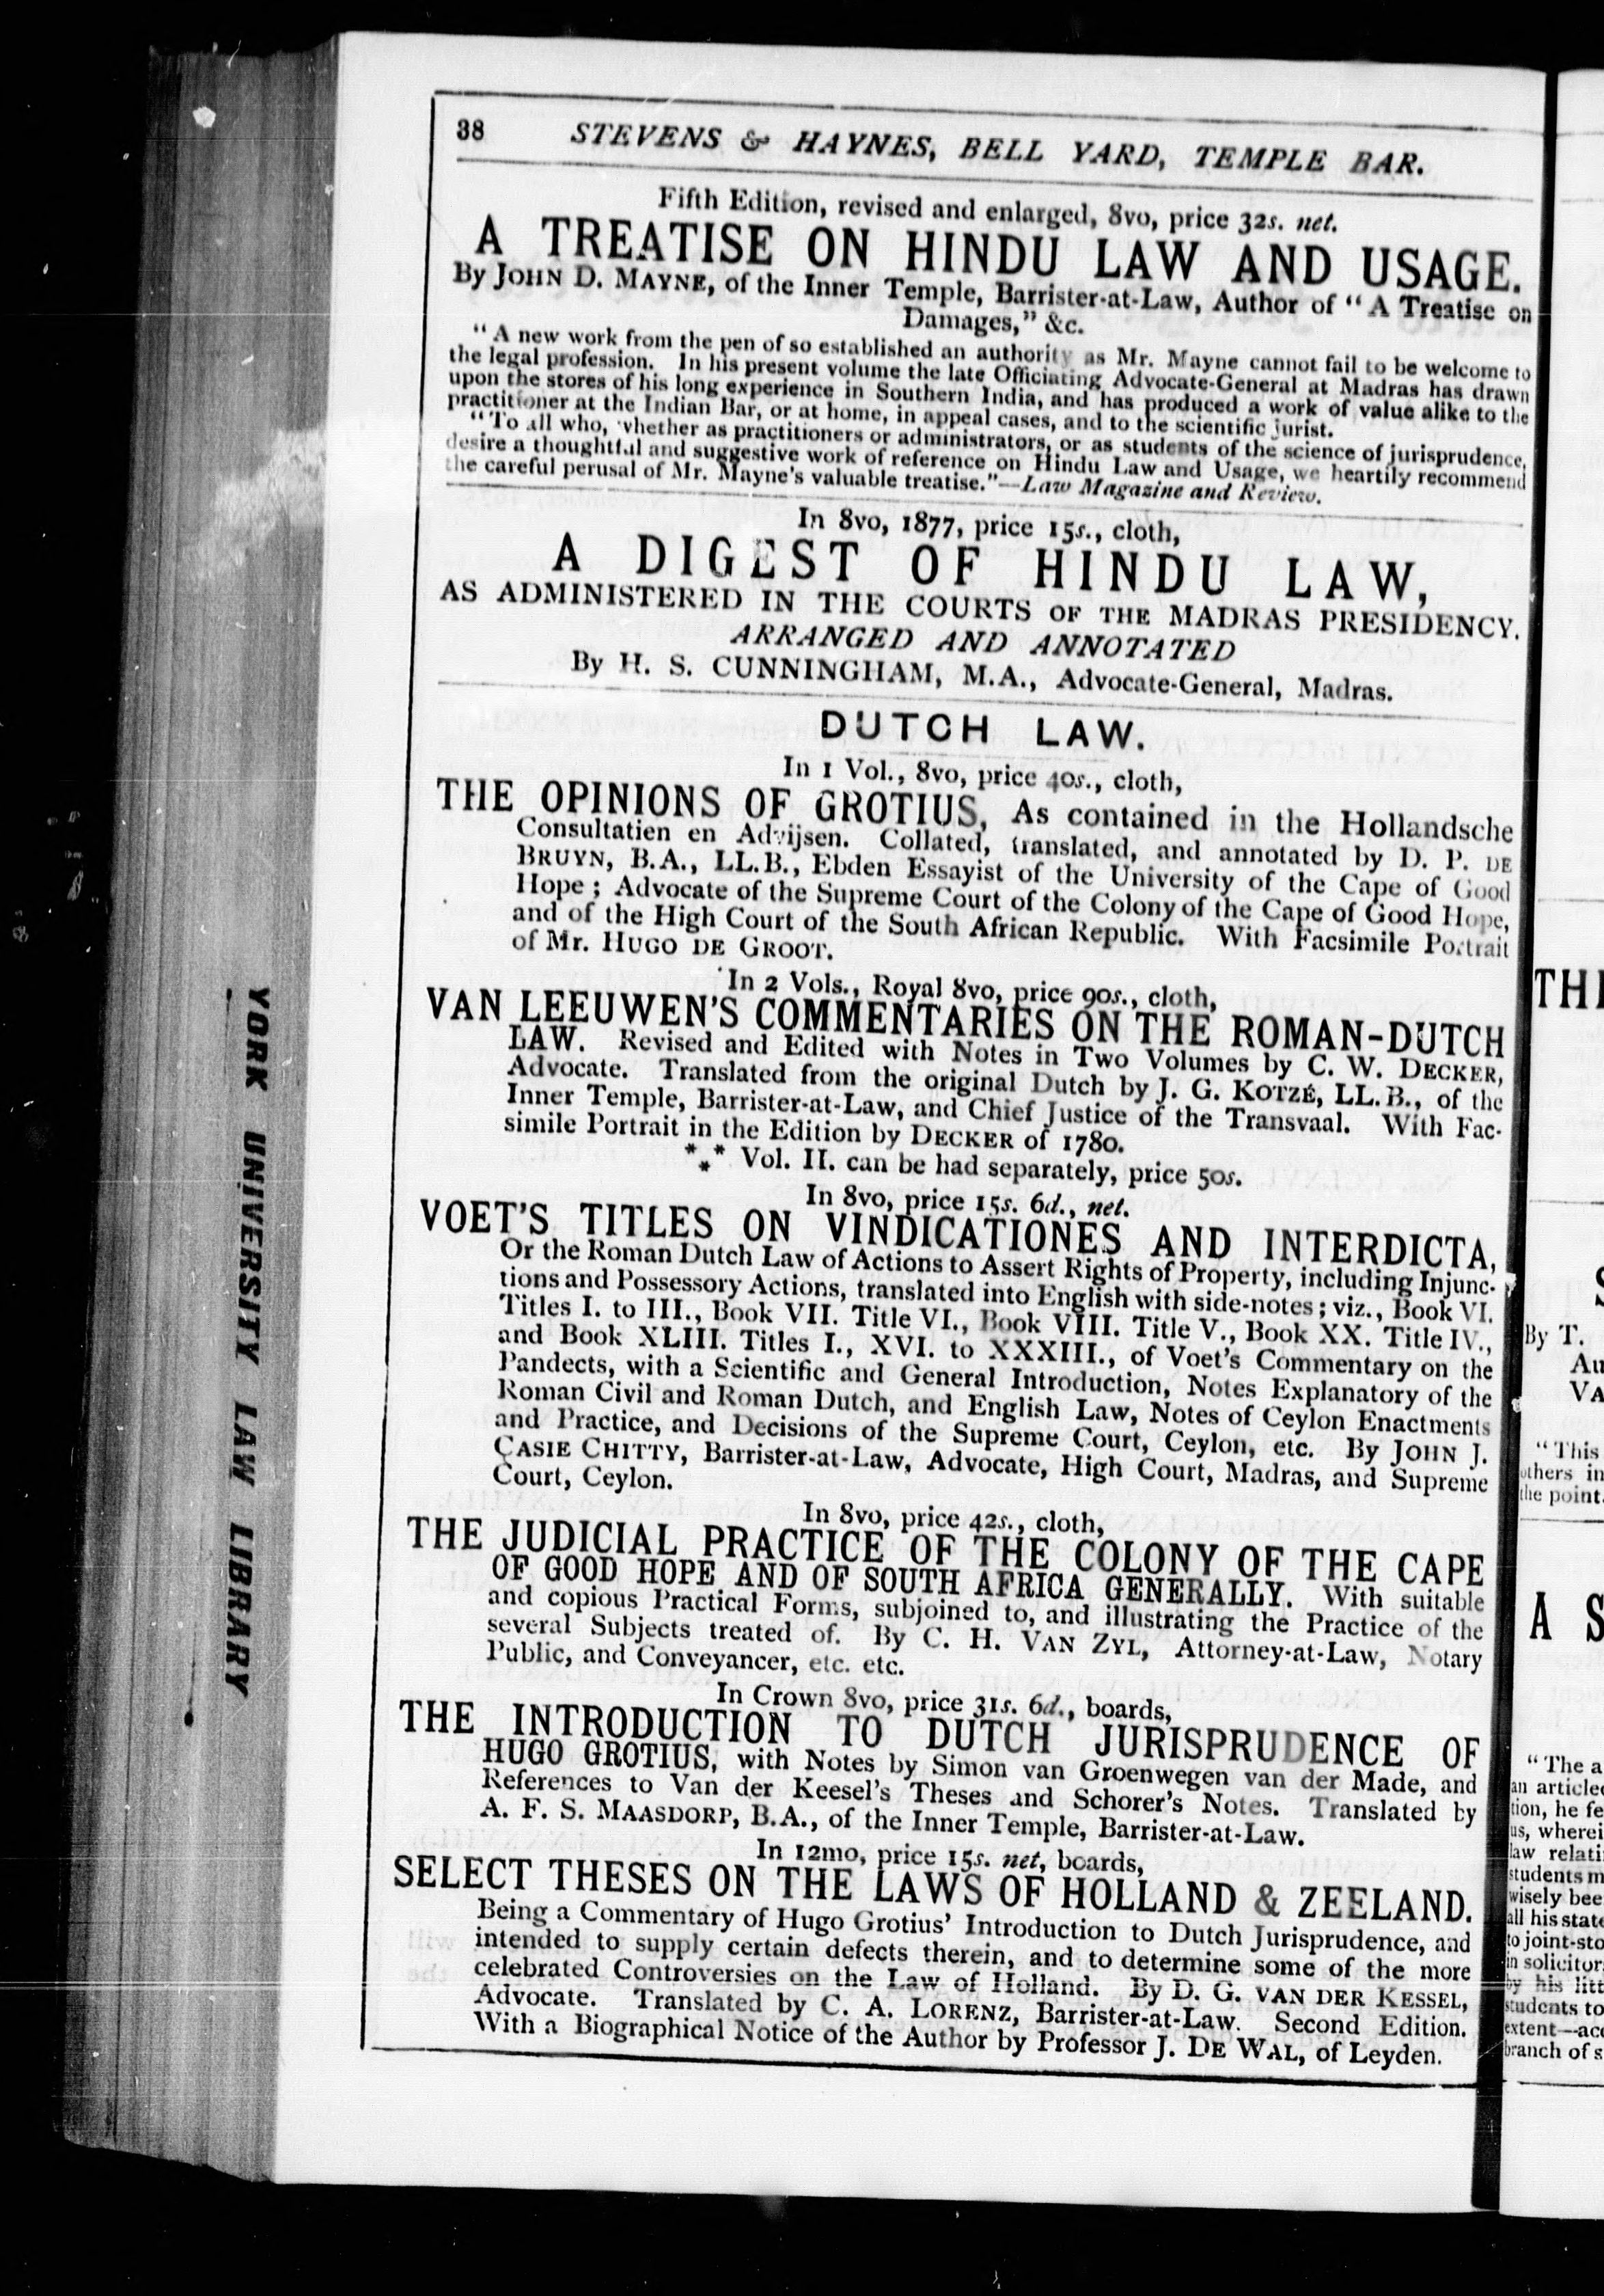 38 STEVENS & HAYNES, BELL YARD, TEMPLE BAR.
Fifth Edition, revised and enlarged, 8vo, price 32s. net.
A TREATISE ON HINDU LAW AND USAGE.
By JOHN D. MAYNE, of the Inner Temple, Barrister-at-Law, Author of "A Treatise on
Damages," &c.
"A new work from the pen of so established an authority as Mr. Mayne cannot fail to be welcome to
the legal profession. In his present volume the late Officiating Advocate-General at Madras has drawn
upon the stores of his long experience in Southern India, and has produced a work of value alike to the
practitioner at the Indian Bar, or at home, in appeal cases, and to the scientific jurist.
"To all who, whether as practitioners or administrators, or as students of the science of jurisprudence,
desire a thoughtful and suggestive work of reference on Hindu Law and Usage, we heartily recommend
the careful perusal of Mr. Mayne's valuable treatise."—Law Magazine and Review.
In 8vo, 1877, price 15s., cloth,
A DIGEST OF HINDU LAW,
AS ADMINISTERED IN THE COURTS OF THE MADRAS PRESIDENCY.
ARRANGED AND ANNOTATED
By H. S. CUNNINGHAM, M.A., Advocate-General, Madras.
DUTCH LAW.
In 1 Vol., 8vo, price 40s., cloth,
THE OPINIONS OF GROTIUS, As contained in the Hollandsche
Consultatien en Advijsen. Collated, translated, and annotated by D. P. DE
BRUYN, B.A., LL.B., Ebden Essayist of the University of the Cape of Good
Hope; Advocate of the Supreme Court of the Colony of the Cape of Good Hope,
and of the High Court of the South African Republic. With Facsimile Portrait
of Mr. HUGO DE GROOT.
In 2 Vols., Royal 8vo, price 90s., cloth,
VAN LEEUWEN'S COMMENTARIES ON THE ROMAN-DUTCH
LAW. Revised and Edited with Notes in Two Volumes by C. W. DECKER,
Advocate. Translated from the original Dutch by J. G. KOTZÉ, LL.B., of the
Inner Temple, Barrister-at-Law, and Chief Justice of the Transvaal. With Fac-
simile Portrait in the Edition by DECKER of 1780.
*⁎* Vol. II. can be had separately, price 50s.
In 8vo, price 15s. 6d., net.
VOET'S TITLES ON VINDICATIONES AND INTERDICTA,
Or the Roman Dutch Law of Actions to Assert Rights of Property, including Injunc-
tions and Possessory Actions, translated into English with side-notes; viz., Book VI.
Titles I. to III., Book VII. Title VI., Book VIII. Title V., Book XX. Title IV.,
and Book XLIII. Titles I., XVI. to XXXIII., of Voet's Commentary on the
Pandects, with a Scientific and General Introduction, Notes Explanatory of the
Roman Civil and Roman Dutch, and English Law, Notes of Ceylon Enactments
and Practice, and Decisions of the Supreme Court, Ceylon, etc. By JOHN J.
CASIE CHITTY, Barrister-at-Law, Advocate, High Court, Madras, and Supreme
Court, Ceylon.
In 8vo, price 42s., cloth,
THE JUDICIAL PRACTICE OF THE COLONY OF THE CAPE
OF GOOD HOPE AND OF SOUTH AFRICA GENERALLY. With suitable
and copious Practical Forms, subjoined to, and illustrating the Practice of the
several Subjects treated of. By C. H. VAN ZYL, Attorney-at-Law, Notary
Public, and Conveyancer, etc. etc.
In Crown 8vo, price 31s. 6d., boards,
THE INTRODUCTION TO DUTCH JURISPRUDENCE OF
HUGO GROTIUS, with Notes by Simon van Groenwegen van der Made, and
References to Van der Keesel's Theses and Schorer's Notes. Translated by
A. F. S. MAASDORP, B.A., of the Inner Temple, Barrister-at-Law.
In 12mo, price 15s. net, boards,
SELECT THESES ON THE LAWS OF HOLLAND & ZEELAND.
Being a Commentary of Hugo Grotius' Introduction to Dutch Jurisprudence, and
intended to supply certain defects therein, and to determine some of the more
celebrated Controversies on the Law of Holland. By D. G. VAN DER KESSEL,
Advocate. Translated by C. A. LORENZ, Barrister-at-Law. Second Edition.
With a Biographical Notice of the Author by Professor J. DE WAL, of Leyden.
YORK UNIVERSITY LAW LIBRARY
By T.
"This
others in
the point.
A S
"The a
tion, he fe
us, wherei
students m
wisely bee
to joint-sto
students to
branch of s